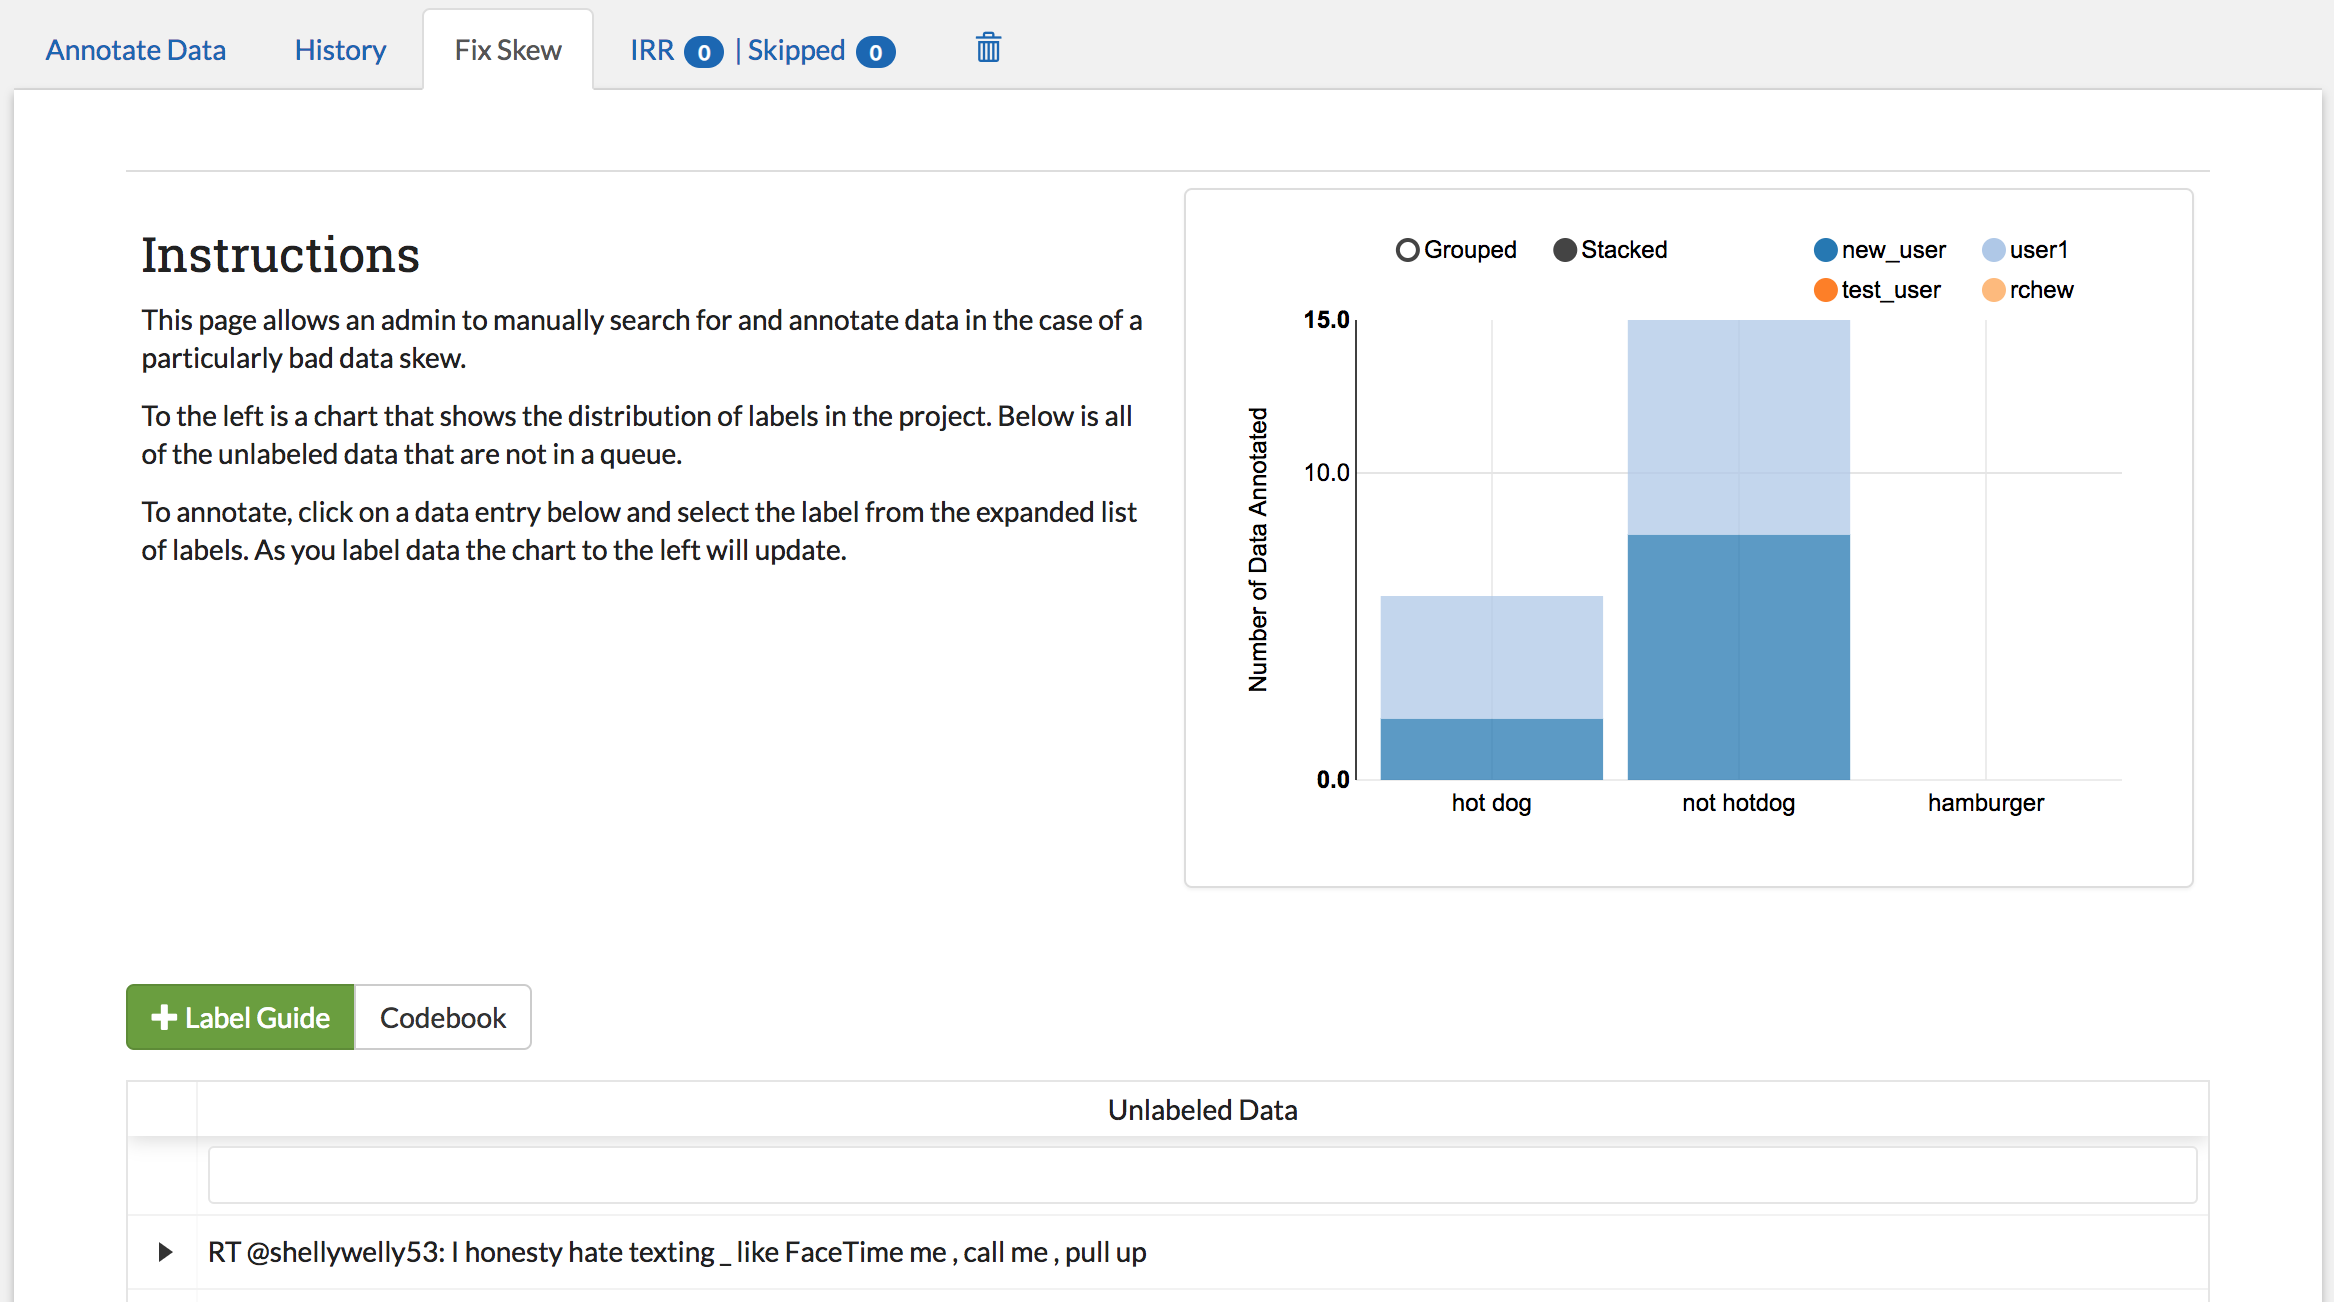 Annotate Data
History
Fix Skew
IRR 0 | Skipped 0
Instructions
This page allows an admin to manually search for and annotate data in the case of a
particularly bad data skew.
To the left is a chart that shows the distribution of labels in the project. Below is all
of the unlabeled data that are not in a queue.
To annotate, click on a data entry below and select the label from the expanded list
of labels. As you label data the chart to the left will update.
Grouped
Stacked
new_user
user1
test_user
rchew
15.0
10.0
0.0
Number of Data Annotated
hot dog
not hotdog
hamburger
Label Guide
Codebook
Unlabeled Data
RT @shellywelly53: I honesty hate texting _ like FaceTime me , call me , pull up